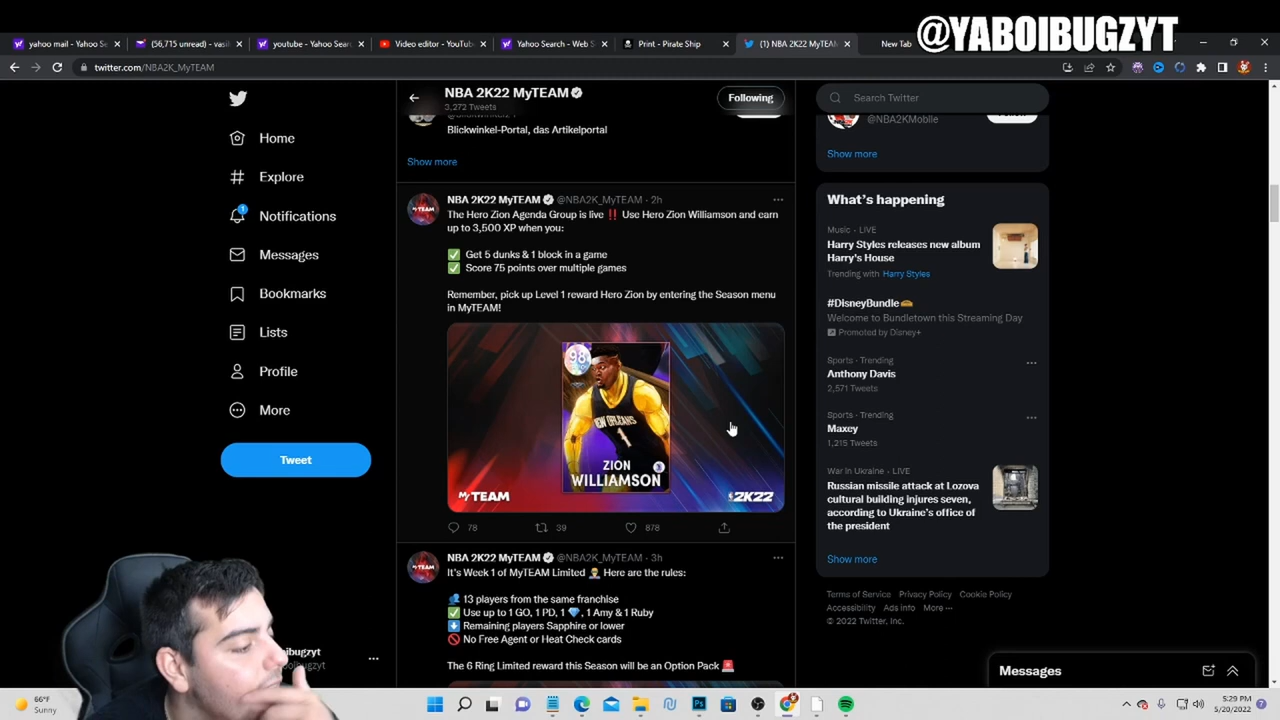 @YABOIBUGZYT
yahoo mail - Yahoo Se
(56,715 unread) - vasil
youtube - Yahoo Sear
Video editor - YouTub
Yahoo Search - Web S
Print - Pirate Ship
(1) NBA 2K22 MyTEAM
New Tab
twitter.com/NBA2K_MyTEAM
Home
Explore
1
Notifications
Messages
Bookmarks
Lists
Profile
More
Tweet
NBA 2K22 MyTEAM
3,272 Tweets
Following
Blickwinkel-Portal, das Artikelportal
Show more
NBA 2K22 MyTEAM @NBA2K_MyTEAM · 2h
The Hero Zion Agenda Group is live ‼️ Use Hero Zion Williamson and earn
up to 3,500 XP when you:
✅ Get 5 dunks & 1 block in a game
✅ Score 75 points over multiple games
Remember, pick up Level 1 reward Hero Zion by entering the Season menu
in MyTEAM!
98
NEW ORLEANS
1
ZION
WILLIAMSON
MyTEAM
2K22
78
39
878
NBA 2K22 MyTEAM @NBA2K_MyTEAM · 3h
It's Week 1 of MyTEAM Limited Here are the rules:
13 players from the same franchise
✅ Use up to 1 GO, 1 PD, 1 💎, 1 Amy & 1 Ruby
⬇️ Remaining players Sapphire or lower
🚫 No Free Agent or Heat Check cards
The 6 Ring Limited reward this Season will be an Option Pack 🚨
Search Twitter
@NBA2KMobile
Follow
Show more
What's happening
Music · LIVE
Harry Styles releases new album
Harry's House
Trending with Harry Styles
#DisneyBundle
Welcome to Bundletown this Streaming Day
Promoted by Disney+
Sports · Trending
Anthony Davis
2,571 Tweets
Sports · Trending
Maxey
1,215 Tweets
War in Ukraine · LIVE
Russian missile attack at Lozova
cultural building injures seven,
according to Ukraine's office of
the president
Show more
Terms of Service Privacy Policy Cookie Policy
Accessibility Ads info More ···
© 2022 Twitter, Inc.
Messages
68°F
Sunny
5:29 PM
5/20/2022